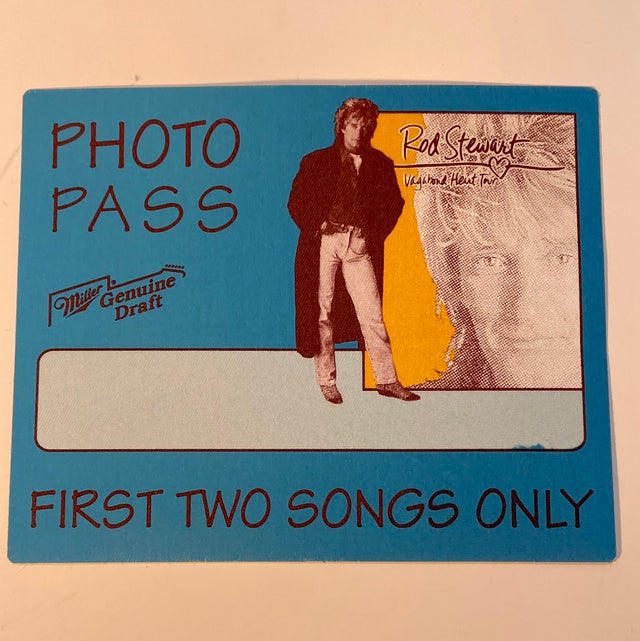 PHOTO
PASS
Rod Stewart
Vagabond Heart Tour
Miller
Genuine
Draft
FIRST TWO SONGS ONLY